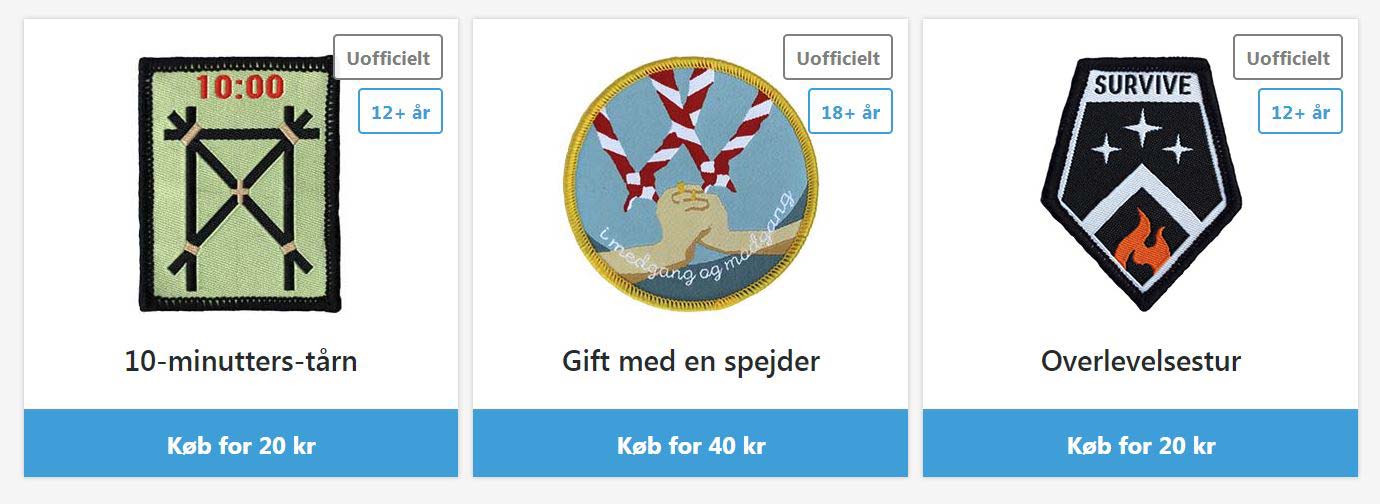 Uofficielt
12+ år
10:00
10-minutters-tårn
Køb for 20 kr
Uofficielt
18+ år
i medgang og modgang
Gift med en spejder
Køb for 40 kr
Uofficielt
12+ år
SURVIVE
Overlevelsestur
Køb for 20 kr